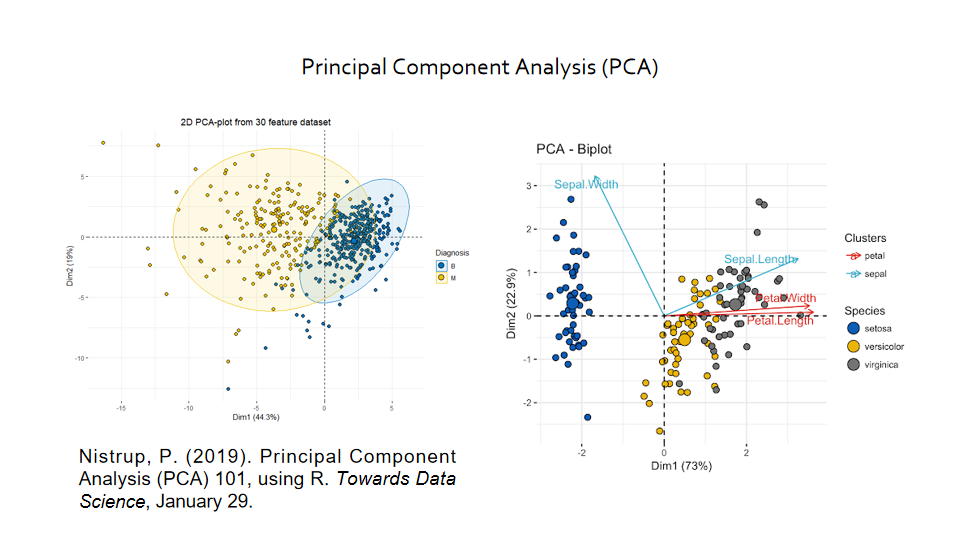 Principal Component Analysis (PCA)
2D PCA-plot from 30 feature dataset
5
0
-5
-10
Dim2 (19%)
-15
-10
-5
0
5
Dim1 (44.3%)
Diagnosis
B
M
PCA - Biplot
3
2
1
0
-1
-2
Dim2 (22.9%)
-2
0
2
Dim1 (73%)
Sepal.Width
Sepal.Length
Petal.Width
Petal.Length
Clusters
petal
sepal
Species
setosa
versicolor
virginica
Nistrup, P. (2019). Principal Component
Analysis (PCA) 101, using R. Towards Data
Science, January 29.